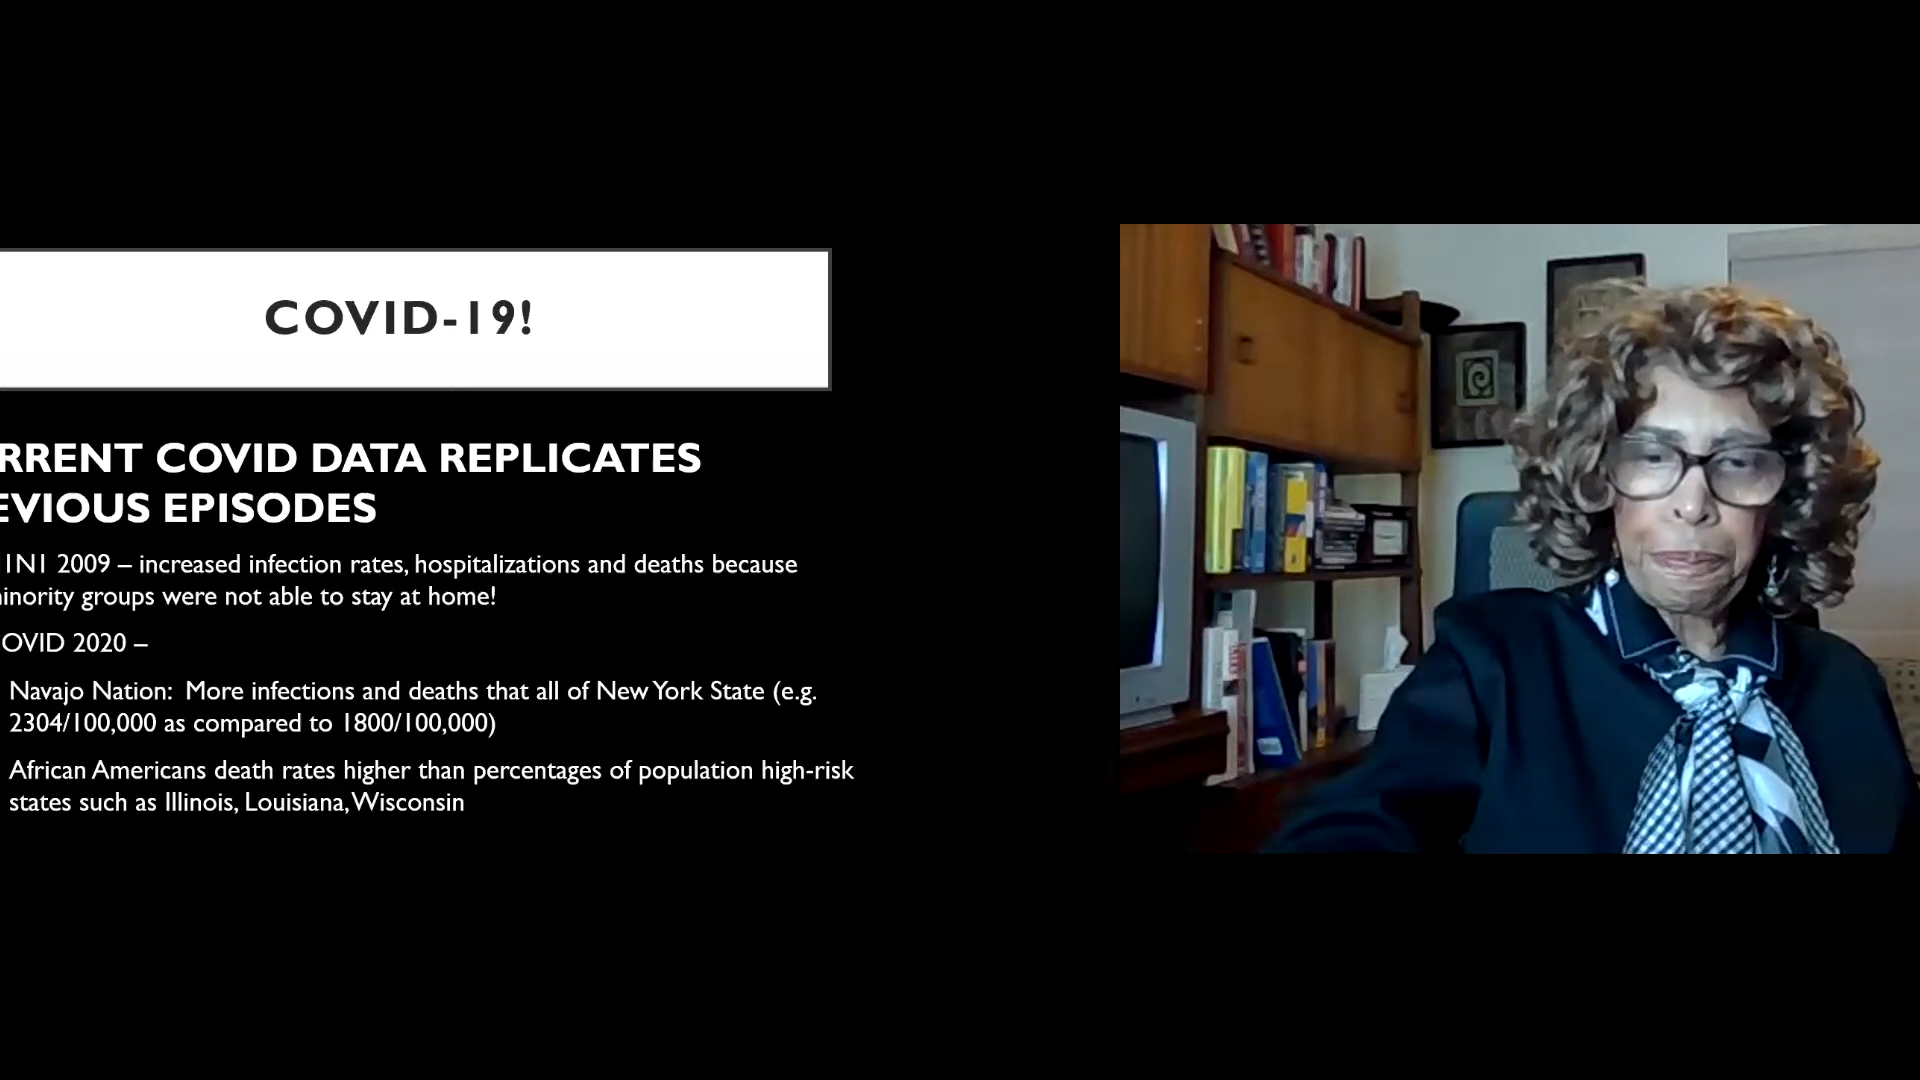 COVID-19!
RRENT COVID DATA REPLICATES
EVIOUS EPISODES
1N1 2009 – increased infection rates, hospitalizations and deaths because
inority groups were not able to stay at home!
OVID 2020 –
Navajo Nation: More infections and deaths that all of New York State (e.g.
2304/100,000 as compared to 1800/100,000)
African Americans death rates higher than percentages of population high-risk
states such as Illinois, Louisiana, Wisconsin